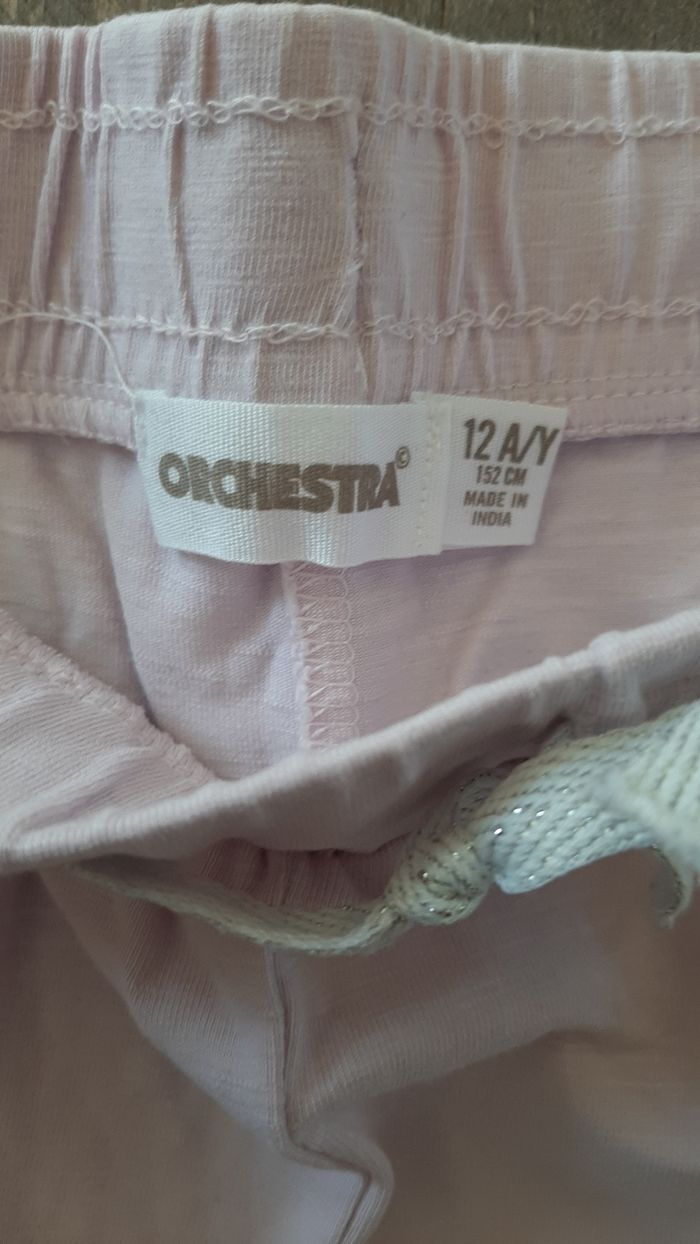 ORCHESTRA©
12 A/Y
152 CM
MADE IN
INDIA